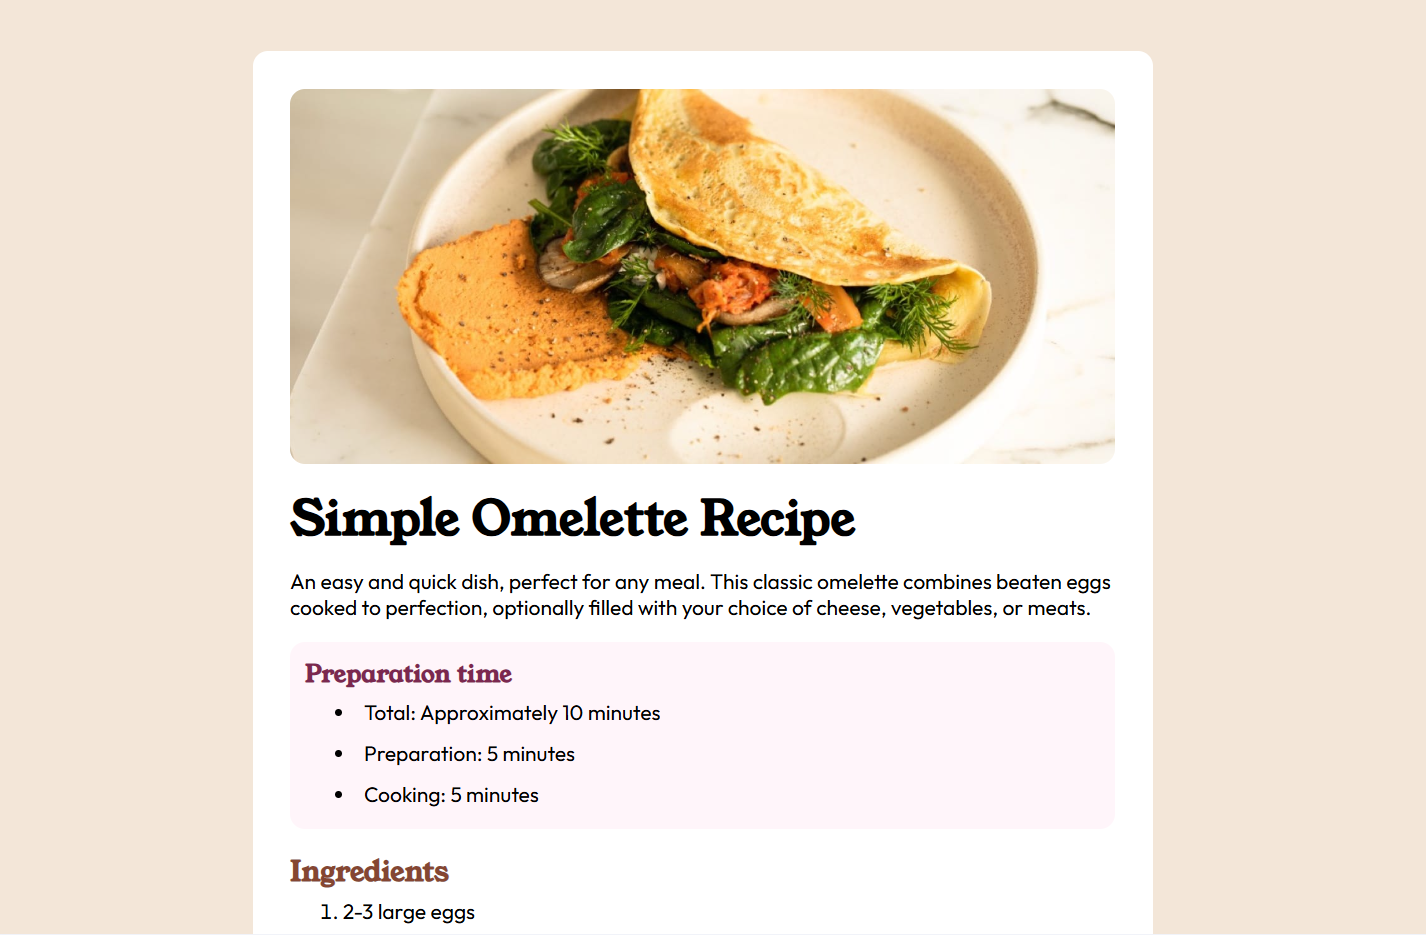 Simple Omelette Recipe
An easy and quick dish, perfect for any meal. This classic omelette combines beaten eggs
cooked to perfection, optionally filled with your choice of cheese, vegetables, or meats.
Preparation time
• Total: Approximately 10 minutes
• Preparation: 5 minutes
• Cooking: 5 minutes
Ingredients
1. 2-3 large eggs